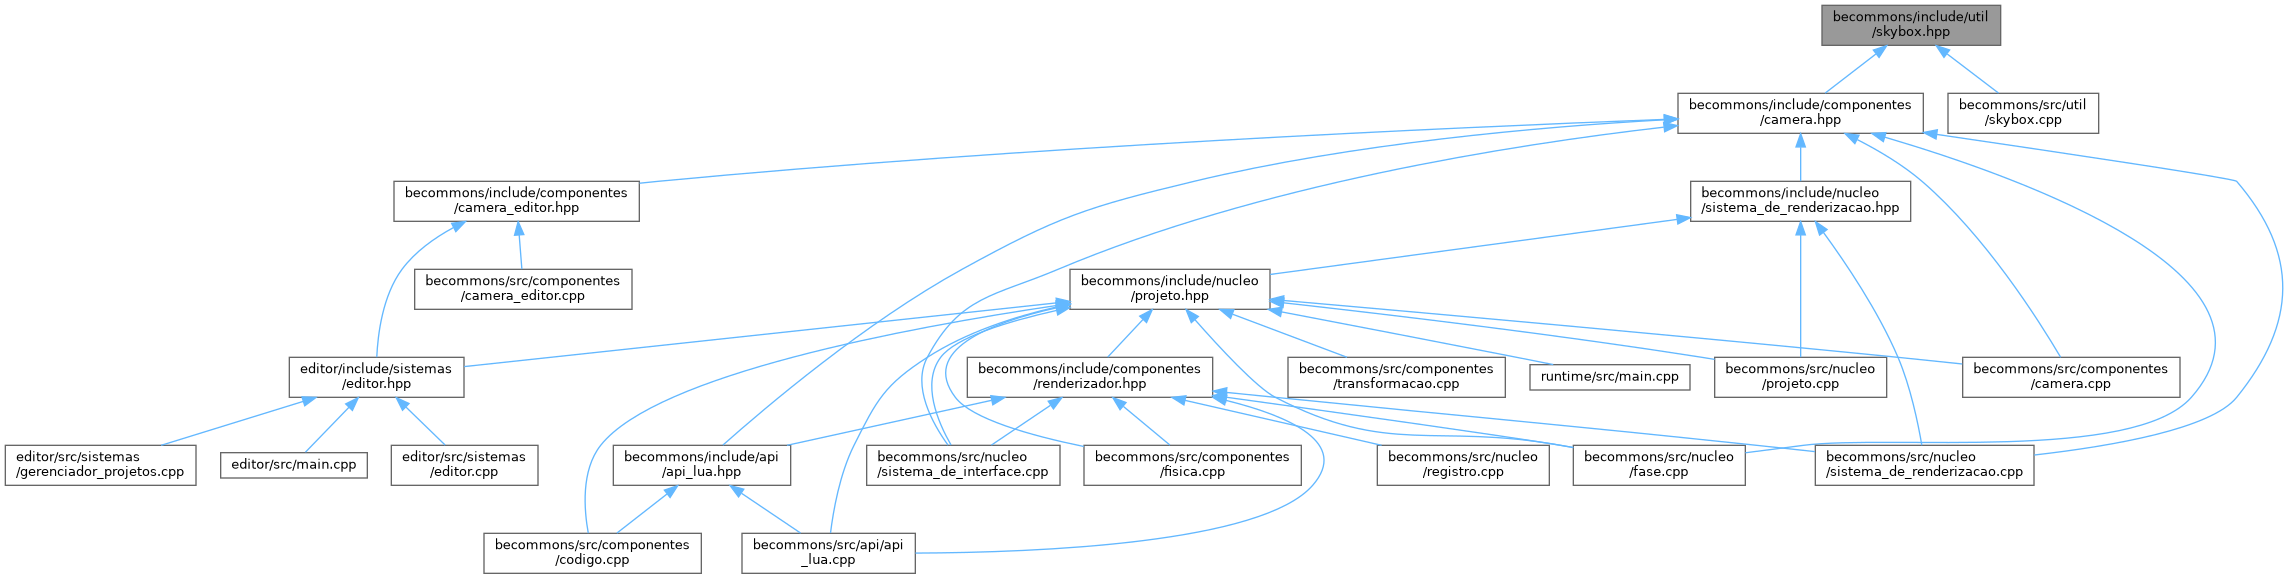 becommons/include/util
/skybox.hpp
becommons/include/componentes
/camera.hpp
becommons/src/util
/skybox.cpp
becommons/include/componentes
/camera_editor.hpp
becommons/include/nucleo
/sistema_de_renderizacao.hpp
becommons/src/componentes
/camera_editor.cpp
becommons/include/nucleo
/projeto.hpp
editor/include/sistemas
/editor.hpp
becommons/include/componentes
/renderizador.hpp
becommons/src/componentes
/transformacao.cpp
runtime/src/main.cpp
becommons/src/nucleo
/projeto.cpp
becommons/src/componentes
/camera.cpp
editor/src/sistemas
/gerenciador_projetos.cpp
editor/src/main.cpp
editor/src/sistemas
/editor.cpp
becommons/include/api
/api_lua.hpp
becommons/src/nucleo
/sistema_de_interface.cpp
becommons/src/componentes
/fisica.cpp
becommons/src/nucleo
/registro.cpp
becommons/src/nucleo
/fase.cpp
becommons/src/nucleo
/sistema_de_renderizacao.cpp
becommons/src/componentes
/codigo.cpp
becommons/src/api/api
_lua.cpp